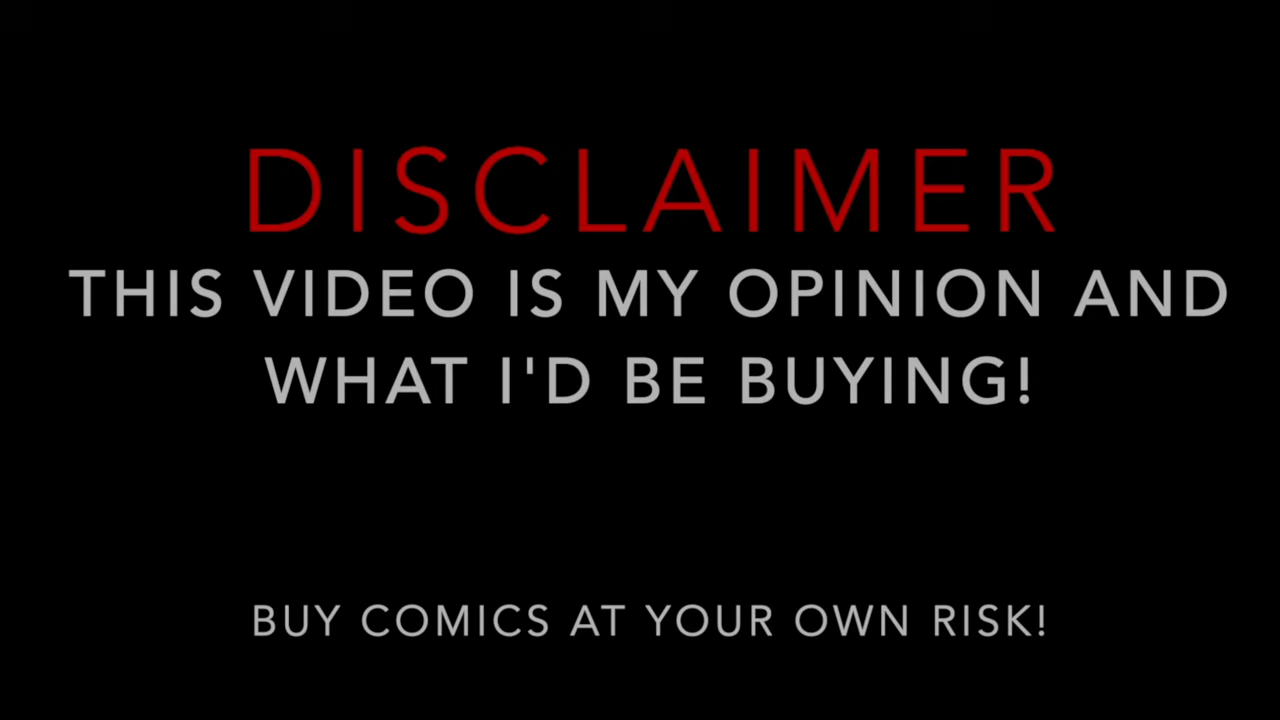 DISCLAIMER
THIS VIDEO IS MY OPINION AND
WHAT I'D BE BUYING!
BUY COMICS AT YOUR OWN RISK!